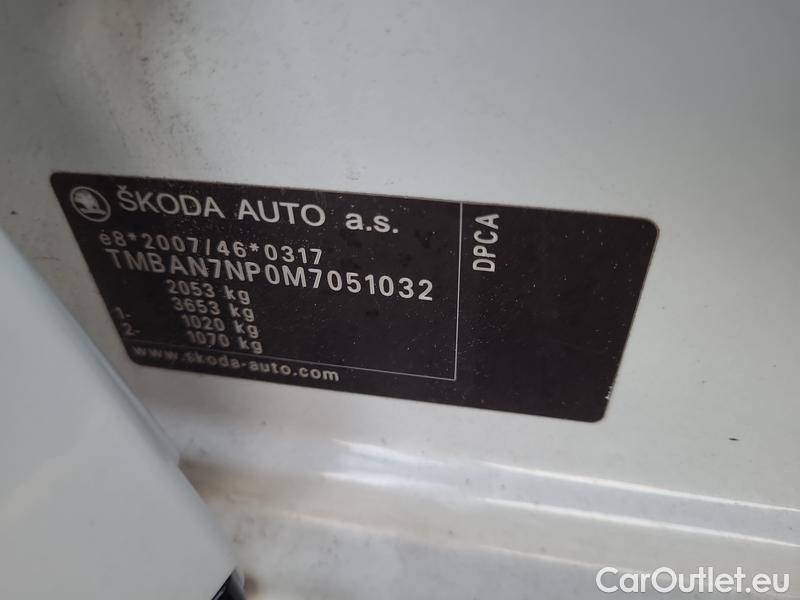 ŠKODA AUTO a.s.
e8*2007/46*0317
TMBAN7NP0M7051032
2053 kg
3653 kg
1- 1020 kg
2- 1070 kg
www.skoda-auto.com
DPCA
CarOutlet.eu